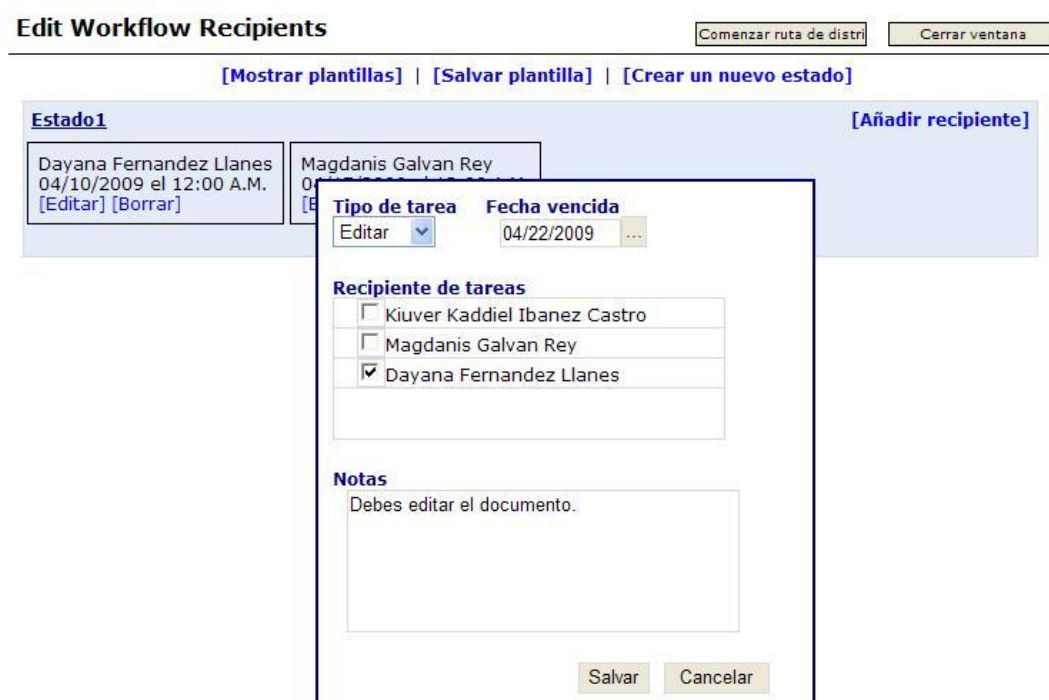 Edit Workflow Recipients
Comenzar ruta de distri
Cerrar ventana
[Mostrar plantillas] | [Salvar plantilla] | [Crear un nuevo estado]
Estado1
[Añadir recipiente]
Dayana Fernandez Llanes
04/10/2009 el 12:00 A.M.
[Editar] [Borrar]
Magdanis Galvan Rey
Tipo de tarea
Fecha vencida
Editar
04/22/2009
...
Recipiente de tareas
Kiuver Kaddiel Ibanez Castro
Magdanis Galvan Rey
Dayana Fernandez Llanes
Notas
Debes editar el documento.
Salvar
Cancelar